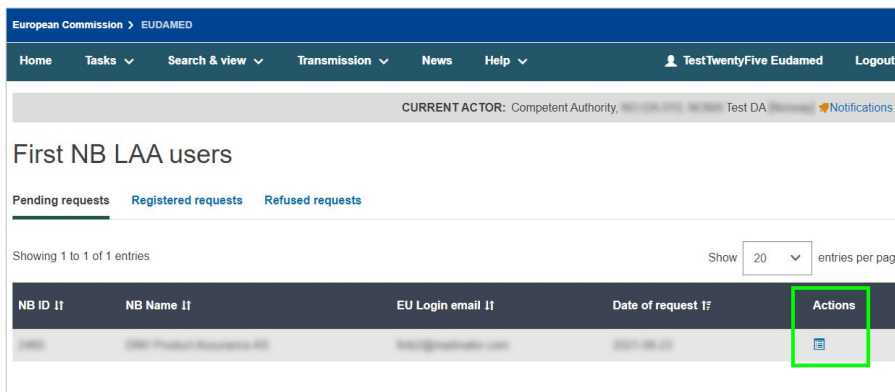 European Commission > EUDAMED
Home Tasks Search & view Transmission News Help TestTwentyFive Eudamed Logout
CURRENT ACTOR: Competent Authority, Test DA Notifications
First NB LAA users
Pending requests Registered requests Refused requests
Showing 1 to 1 of 1 entries Show 20 entries per pag
NB ID NB Name EU Login email Date of request Actions